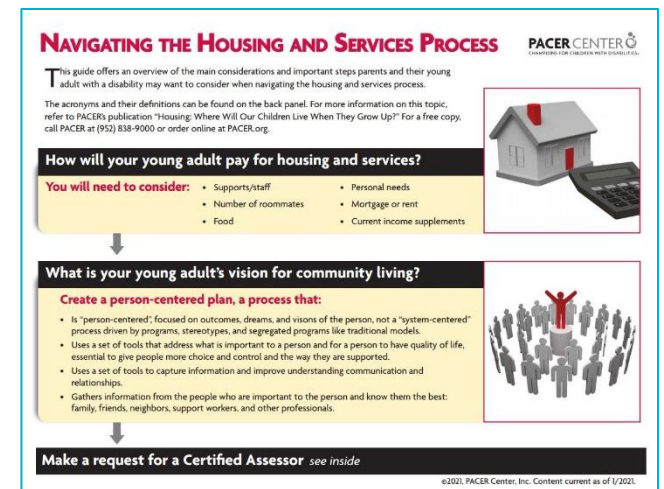 NAVIGATING THE HOUSING AND SERVICES PROCESS
PACER CENTER
CHAMPIONS FOR CHILDREN WITH DISABILITIES
This guide offers an overview of the main considerations and important steps parents and their young
adult with a disability may want to consider when navigating the housing and services process.
The acronyms and their definitions can be found on the back panel. For more information on this topic,
refer to PACER's publication "Housing: Where Will Our Children Live When They Grow Up?" For a free copy,
call PACER at (952) 838-9000 or order online at PACER.org.
How will your young adult pay for housing and services?
You will need to consider:
• Supports/staff
• Number of roommates
• Food
• Personal needs
• Mortgage or rent
• Current income supplements
What is your young adult's vision for community living?
Create a person-centered plan, a process that:
• Is "person-centered", focused on outcomes, dreams, and visons of the person, not a "system-centered"
process driven by programs, stereotypes, and segregated programs like traditional models.
• Uses a set of tools that address what is important to a person and for a person to have quality of life,
essential to give people more choice and control and the way they are supported.
• Uses a set of tools to capture information and improve understanding communication and
relationships.
• Gathers information from the people who are important to the person and know them the best:
family, friends, neighbors, support workers, and other professionals.
Make a request for a Certified Assessor see inside
©2021, PACER Center, Inc. Content current as of 1/2021.